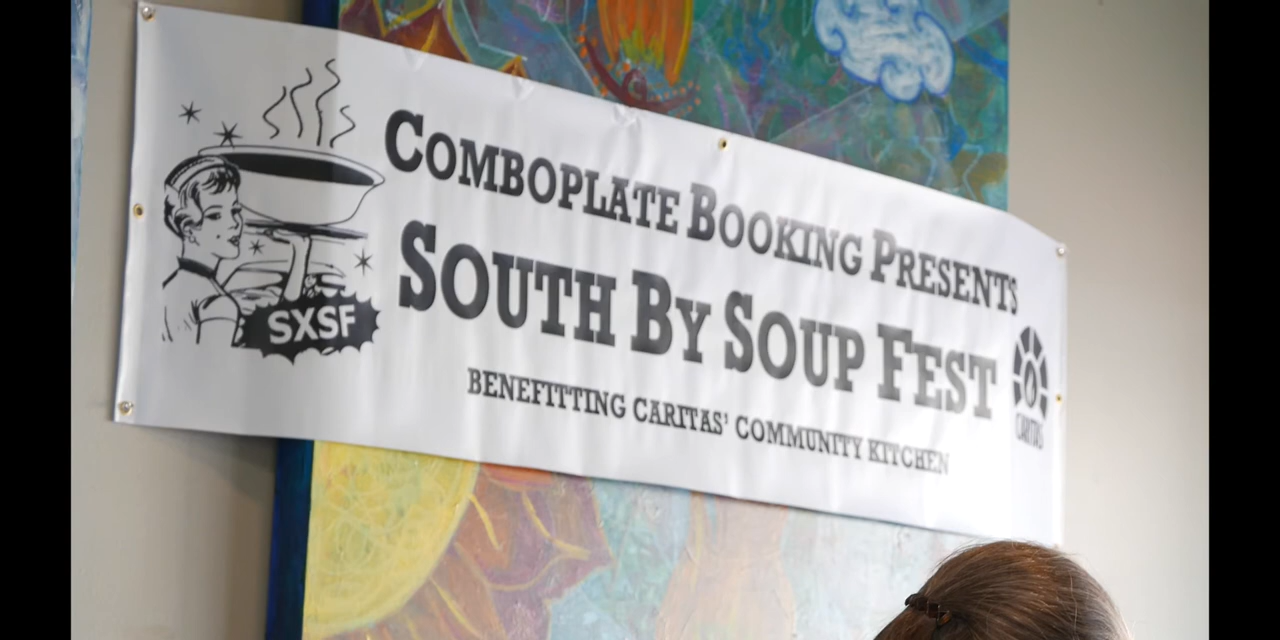 COMBOPLATE BOOKING PRESENTS
SOUTH BY SOUP FEST
SXSF
BENEFITTING CARITAS' COMMUNITY KITCHEN
CARITAS